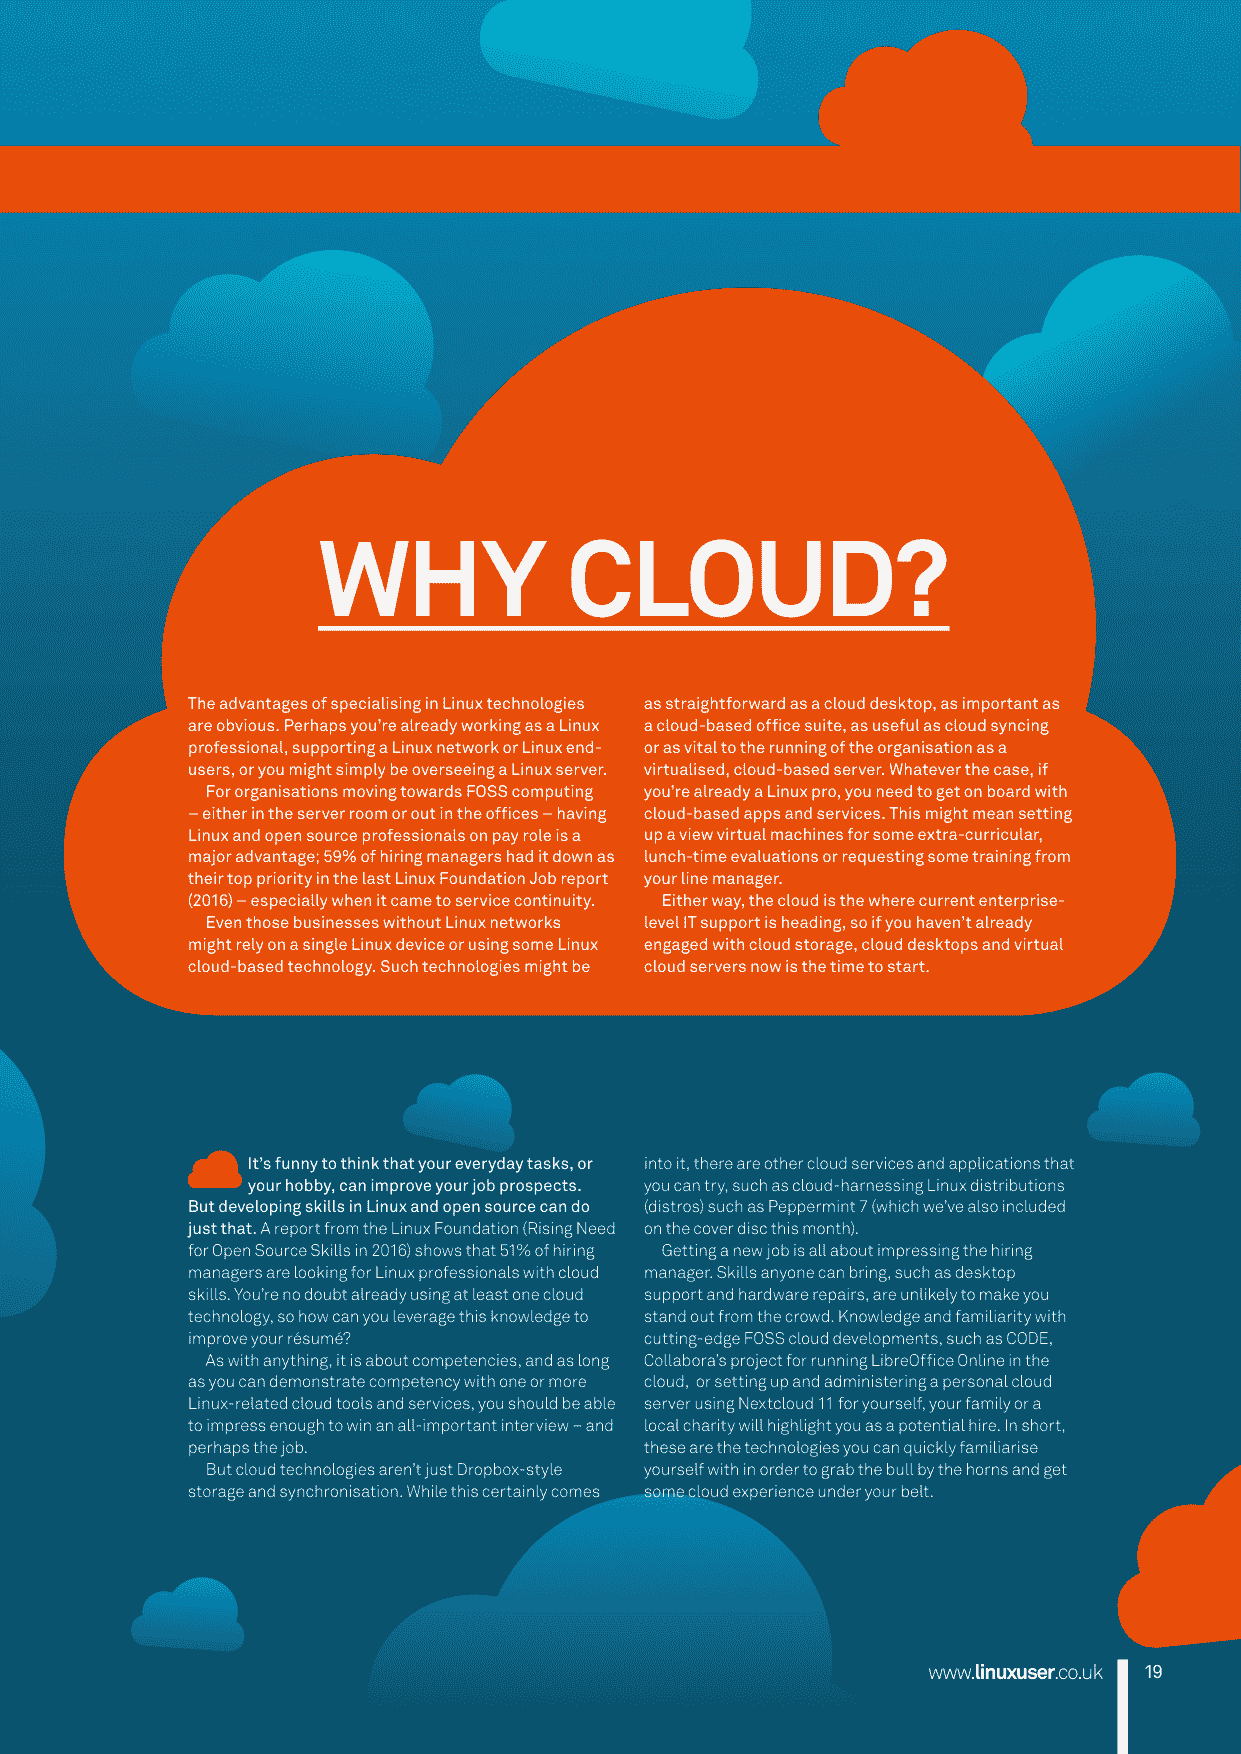 WHY CLOUD?
The advantages of specialising in Linux technologies
are obvious. Perhaps you're already working as a Linux
professional, supporting a Linux network or Linux end-
users, or you might simply be overseeing a Linux server.
For organisations moving towards FOSS computing
– either in the server room or out in the offices – having
Linux and open source professionals on pay role is a
major advantage; 59% of hiring managers had it down as
their top priority in the last Linux Foundation Job report
(2016) – especially when it came to service continuity.
Even those businesses without Linux networks
might rely on a single Linux device or using some Linux
cloud-based technology. Such technologies might be
as straightforward as a cloud desktop, as important as
a cloud-based office suite, as useful as cloud syncing
or as vital to the running of the organisation as a
virtualised, cloud-based server. Whatever the case, if
you're already a Linux pro, you need to get on board with
cloud-based apps and services. This might mean setting
up a view virtual machines for some extra-curricular,
lunch-time evaluations or requesting some training from
your line manager.
Either way, the cloud is the where current enterprise-
level IT support is heading, so if you haven't already
engaged with cloud storage, cloud desktops and virtual
cloud servers now is the time to start.
It's funny to think that your everyday tasks, or
your hobby, can improve your job prospects.
But developing skills in Linux and open source can do
just that. A report from the Linux Foundation (Rising Need
for Open Source Skills in 2016) shows that 51% of hiring
managers are looking for Linux professionals with cloud
skills. You're no doubt already using at least one cloud
technology, so how can you leverage this knowledge to
improve your résumé?
As with anything, it is about competencies, and as long
as you can demonstrate competency with one or more
Linux-related cloud tools and services, you should be able
to impress enough to win an all-important interview – and
perhaps the job.
But cloud technologies aren't just Dropbox-style
storage and synchronisation. While this certainly comes
into it, there are other cloud services and applications that
you can try, such as cloud-harnessing Linux distributions
(distros) such as Peppermint 7 (which we've also included
on the cover disc this month).
Getting a new job is all about impressing the hiring
manager. Skills anyone can bring, such as desktop
support and hardware repairs, are unlikely to make you
stand out from the crowd. Knowledge and familiarity with
cutting-edge FOSS cloud developments, such as CODE,
Collabora's project for running LibreOffice Online in the
cloud, or setting up and administering a personal cloud
server using Nextcloud 11 for yourself, your family or a
local charity will highlight you as a potential hire. In short,
these are the technologies you can quickly familiarise
yourself with in order to grab the bull by the horns and get
some cloud experience under your belt.
www.linuxuser.co.uk 19